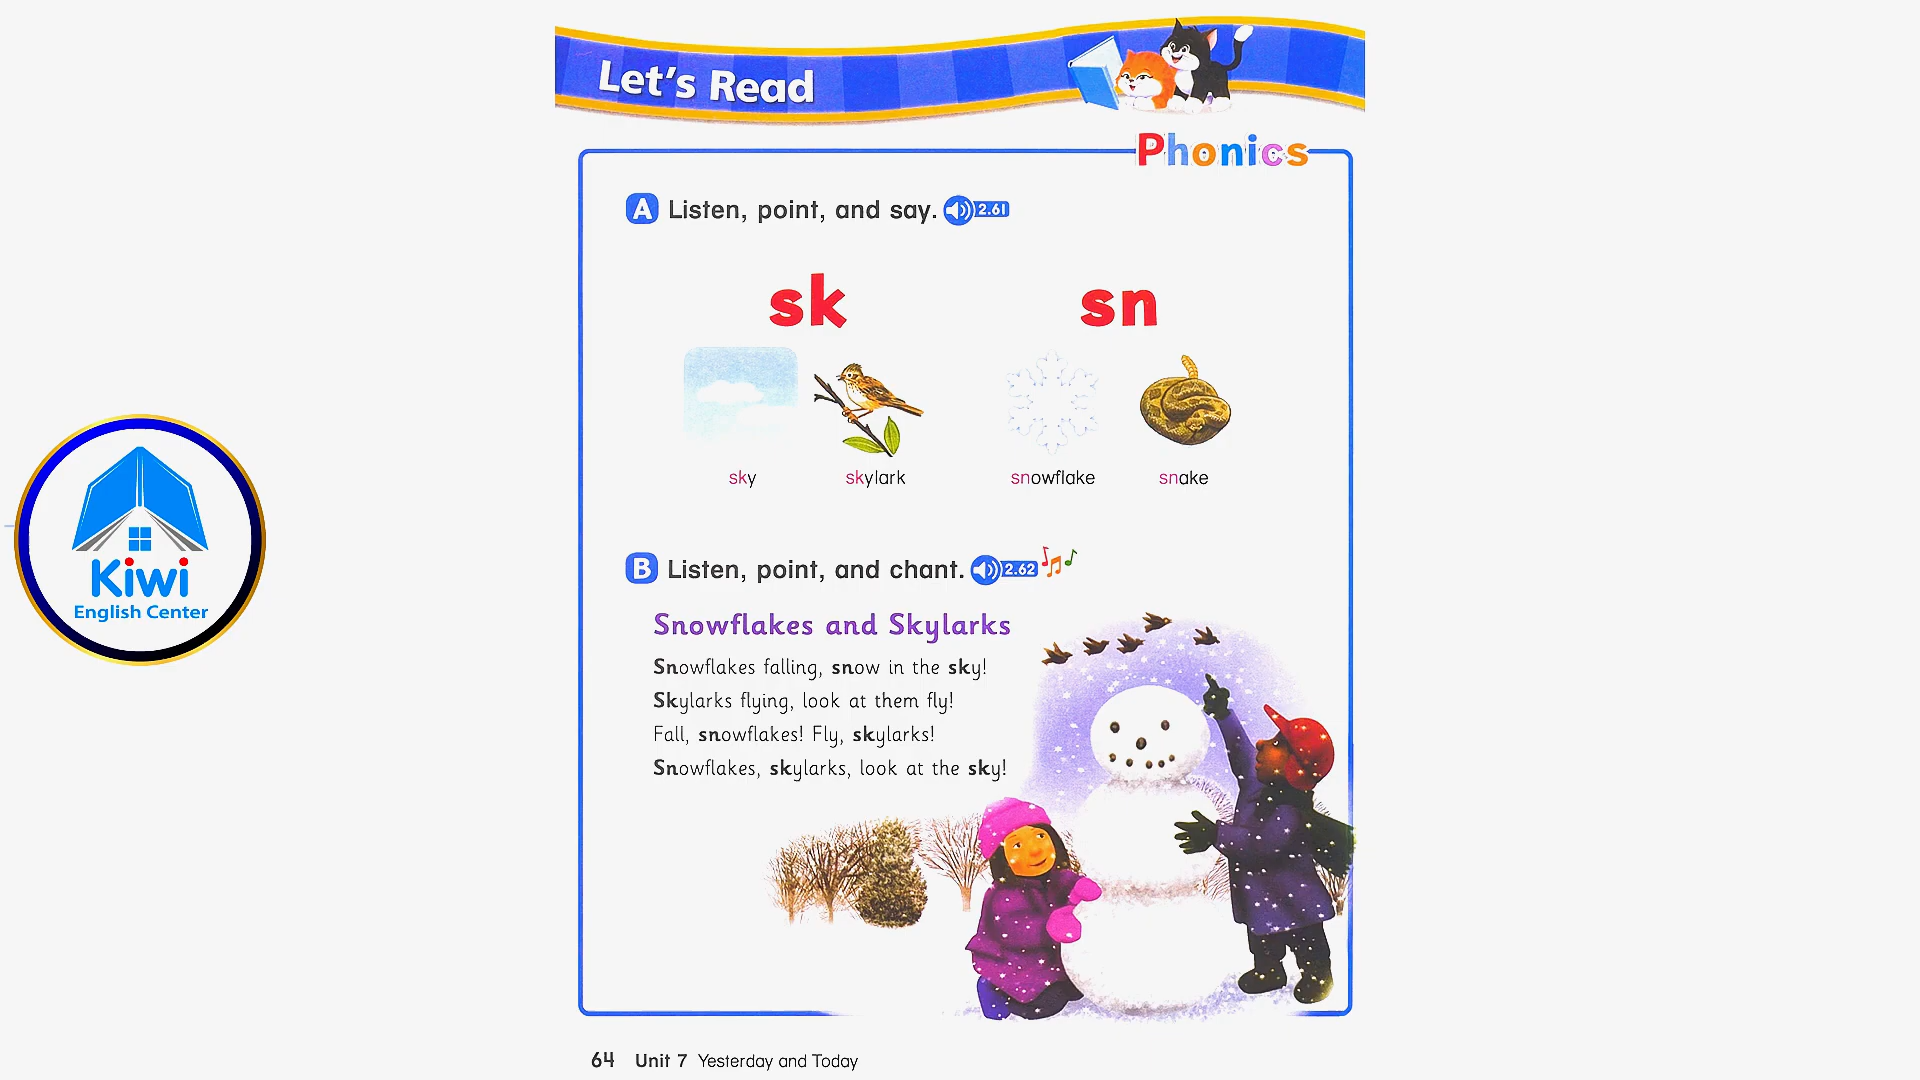 Let's Read
Phonics
A Listen, point, and say. 2.61
sk sn
sky skylark snowflake snake
B Listen, point, and chant. 2.62
Snowflakes and Skylarks
Snowflakes falling, snow in the sky!
Skylarks flying, look at them fly!
Fall, snowflakes! Fly, skylarks!
Snowflakes, skylarks, look at the sky!
64 Unit 7 Yesterday and Today
Kiwi
English Center